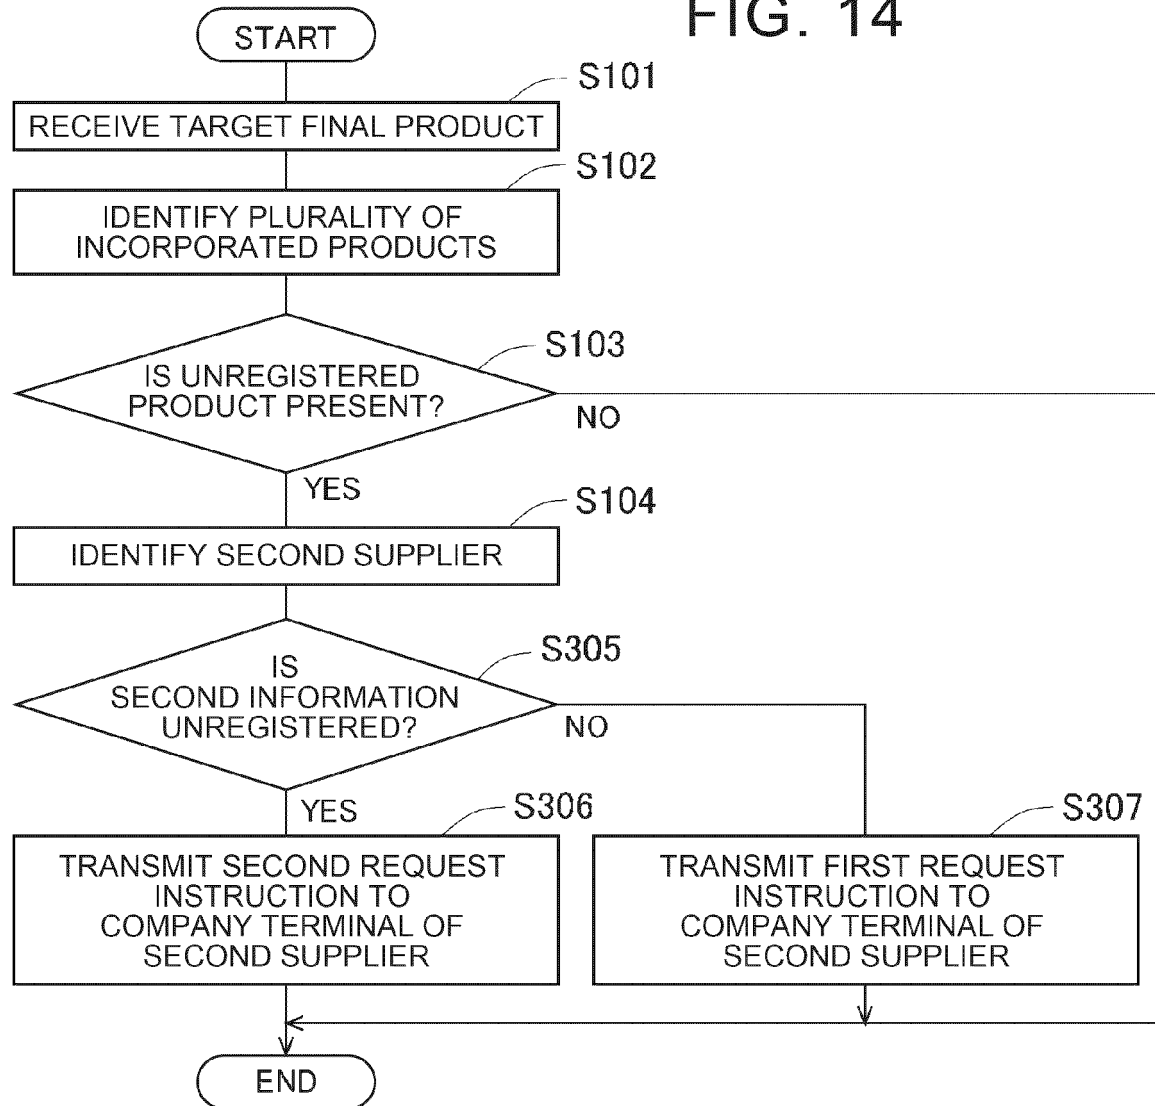 FIG. 14
START
S101
RECEIVE TARGET FINAL PRODUCT
S102
IDENTIFY PLURALITY OF
INCORPORATED PRODUCTS
S103
IS UNREGISTERED
PRODUCT PRESENT?
NO
YES
S104
IDENTIFY SECOND SUPPLIER
S305
IS
SECOND INFORMATION
UNREGISTERED?
NO
YES
S306
TRANSMIT SECOND REQUEST
INSTRUCTION TO
COMPANY TERMINAL OF
SECOND SUPPLIER
S307
TRANSMIT FIRST REQUEST
INSTRUCTION TO
COMPANY TERMINAL OF
SECOND SUPPLIER
END